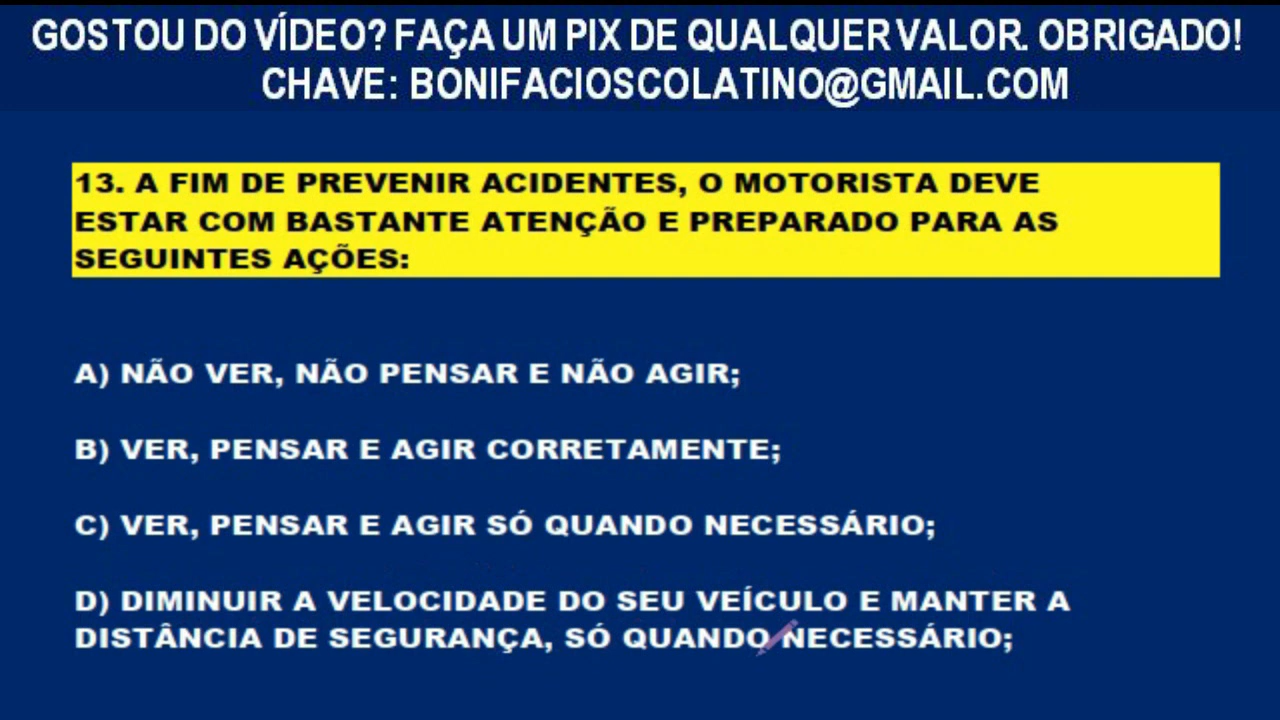 GOSTOU DO VÍDEO? FAÇA UM PIX DE QUALQUER VALOR. OBRIGADO!
CHAVE: BONIFACIOSCOLATINO@GMAIL.COM
13. A FIM DE PREVENIR ACIDENTES, O MOTORISTA DEVE
ESTAR COM BASTANTE ATENÇÃO E PREPARADO PARA AS
SEGUINTES AÇÕES:
A) NÃO VER, NÃO PENSAR E NÃO AGIR;
B) VER, PENSAR E AGIR CORRETAMENTE;
C) VER, PENSAR E AGIR SÓ QUANDO NECESSÁRIO;
D) DIMINUIR A VELOCIDADE DO SEU VEÍCULO E MANTER A
DISTÂNCIA DE SEGURANÇA, SÓ QUANDO NECESSÁRIO;